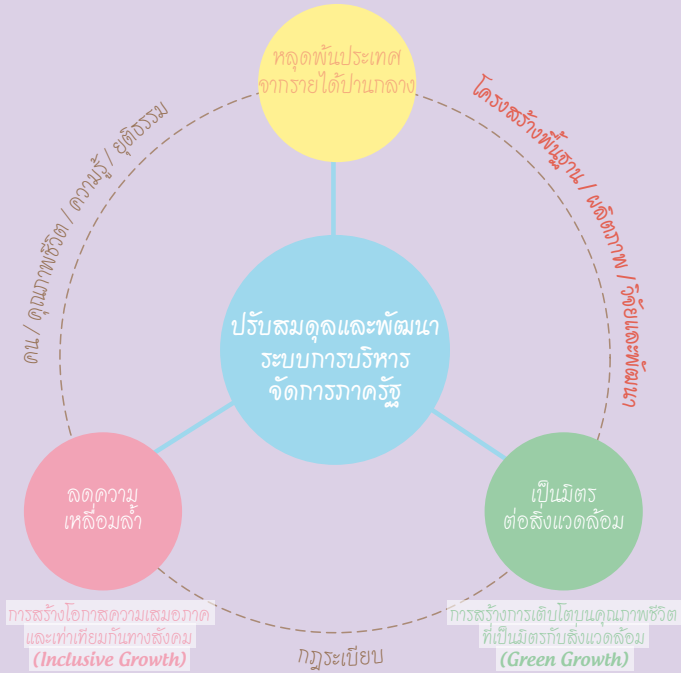 หลุดพ้นประเทศ
จากรายได้ปานกลาง
คน / คุณภาพชีวิต / ความรู้ / ยุติธรรม
โครงสร้างพื้นฐาน / ผลิตภาพ / วิจัยและพัฒนา
ปรับสมดุลและพัฒนา
ระบบการบริหาร
จัดการภาครัฐ
ลดความ
เหลื่อมล้ำ
เป็นมิตร
ต่อสิ่งแวดล้อม
การสร้างโอกาสความเสมอภาค
และเท่าเทียมกันทางสังคม
(Inclusive Growth)
การสร้างการเติบโตบนคุณภาพชีวิต
ที่เป็นมิตรกับสิ่งแวดล้อม
(Green Growth)
กฎระเบียบ